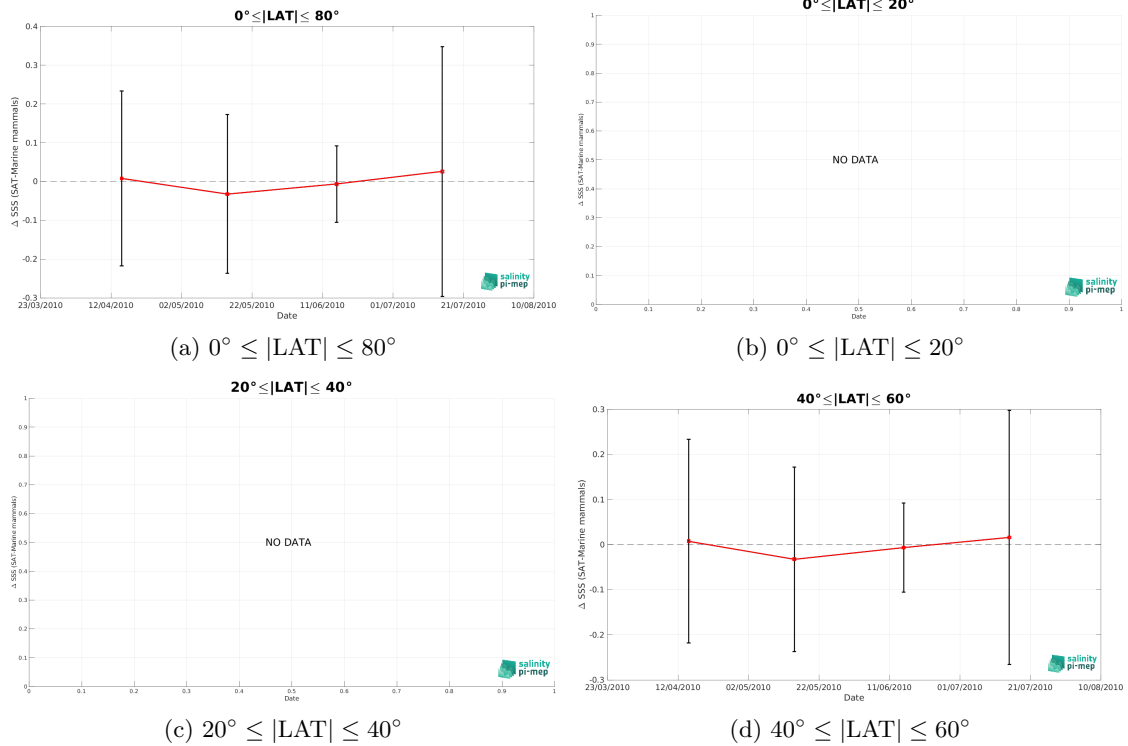 0°≤|LAT|≤ 80°
0.4
0.3
0.2
0.1
0
-0.1
-0.2
-0.3
Δ SSS (SAT-Marine mammals)
23/03/2010 12/04/2010 02/05/2010 22/05/2010 11/06/2010 01/07/2010 21/07/2010 10/08/2010
Date
salinity
pi-mep
(a) 0° ≤ |LAT| ≤ 80°
0°≤|LAT|≤ 20°
1
0.9
0.8
0.7
0.6
0.5
0.4
0.3
0.2
0.1
0
Δ SSS (SAT-Marine mammals)
NO DATA
0 0.1 0.2 0.3 0.4 0.5 0.6 0.7 0.8 0.9 1
Date
salinity
pi-mep
(b) 0° ≤ |LAT| ≤ 20°
20°≤|LAT|≤ 40°
1
0.9
0.8
0.7
0.6
0.5
0.4
0.3
0.2
0.1
0
Δ SSS (SAT-Marine mammals)
NO DATA
0 0.1 0.2 0.3 0.4 0.5 0.6 0.7 0.8 0.9 1
Date
salinity
pi-mep
(c) 20° ≤ |LAT| ≤ 40°
40°≤|LAT|≤ 60°
0.3
0.2
0.1
0
-0.1
-0.2
-0.3
Δ SSS (SAT-Marine mammals)
23/03/2010 12/04/2010 02/05/2010 22/05/2010 11/06/2010 01/07/2010 21/07/2010 10/08/2010
Date
salinity
pi-mep
(d) 40° ≤ |LAT| ≤ 60°